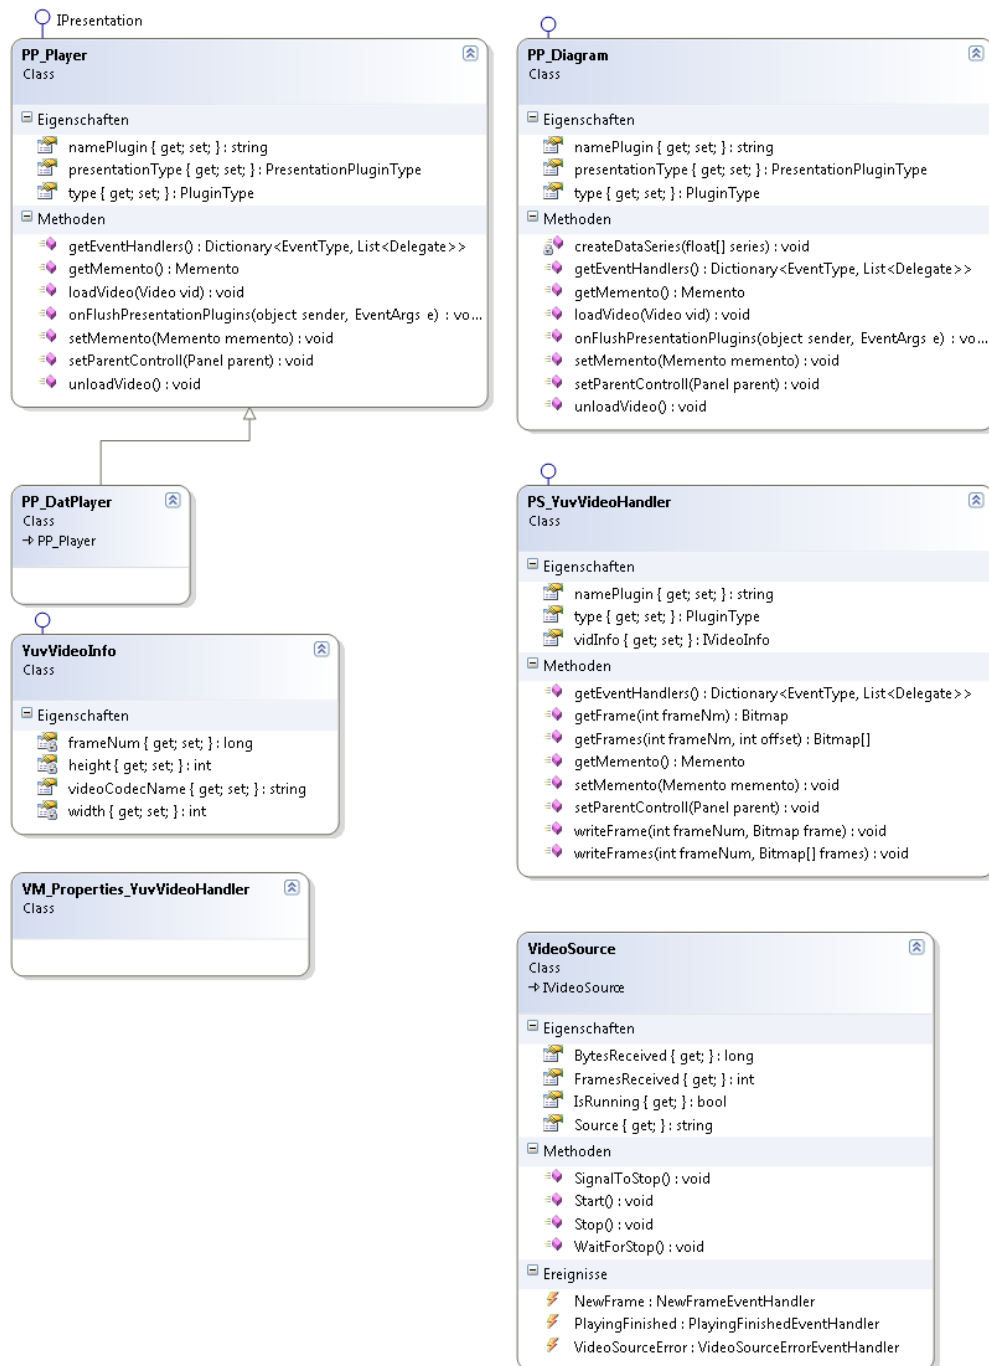 IPresentation
PP_Player
Class
Eigenschaften
namePlugin { get; set; } : string
presentationType { get; set; } : PresentationPluginType
type { get; set; } : PluginType
Methoden
getEventHandlers() : Dictionary<EventType, List<Delegate>>
getMemento() : Memento
loadVideo(Video vid) : void
onFlushPresentationPlugins(object sender, EventArgs e) : vo...
setMemento(Memento memento) : void
setParentControll(Panel parent) : void
unloadVideo() : void
PP_Diagram
Class
Eigenschaften
namePlugin { get; set; } : string
presentationType { get; set; } : PresentationPluginType
type { get; set; } : PluginType
Methoden
createDataSeries(float[] series) : void
getEventHandlers() : Dictionary<EventType, List<Delegate>>
getMemento() : Memento
loadVideo(Video vid) : void
onFlushPresentationPlugins(object sender, EventArgs e) : vo...
setMemento(Memento memento) : void
setParentControll(Panel parent) : void
unloadVideo() : void
PP_DatPlayer
Class
PP_Player
YuvVideoInfo
Class
Eigenschaften
frameNum { get; set; } : long
height { get; set; } : int
videoCodecName { get; set; } : string
width { get; set; } : int
VM_Properties_YuvVideoHandler
Class
PS_YuvVideoHandler
Class
Eigenschaften
namePlugin { get; set; } : string
type { get; set; } : PluginType
vidInfo { get; set; } : IVideoInfo
Methoden
getEventHandlers() : Dictionary<EventType, List<Delegate>>
getFrame(int frameNm) : Bitmap
getFrames(int frameNm, int offset) : Bitmap[]
getMemento() : Memento
setMemento(Memento memento) : void
setParentControll(Panel parent) : void
writeFrame(int frameNum, Bitmap frame) : void
writeFrames(int frameNum, Bitmap[] frames) : void
VideoSource
Class
IVideoSource
Eigenschaften
BytesReceived { get; } : long
FramesReceived { get; } : int
IsRunning { get; } : bool
Source { get; } : string
Methoden
SignalToStop() : void
Start() : void
Stop() : void
WaitForStop() : void
Ereignisse
NewFrame : NewFrameEventHandler
PlayingFinished : PlayingFinishedEventHandler
VideoSourceError : VideoSourceErrorEventHandler